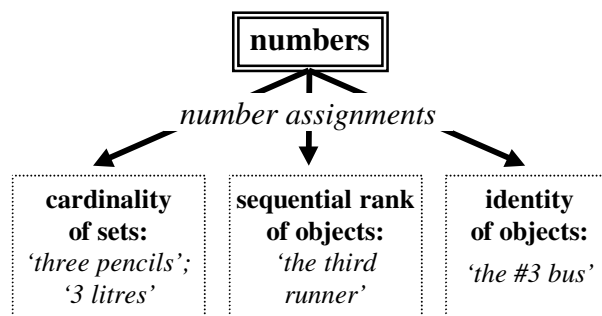 numbers
number assignments
cardinality
of sets:
‘three pencils’;
‘3 litres’
sequential rank
of objects:
‘the third
runner’
identity
of objects:
‘the #3 bus’